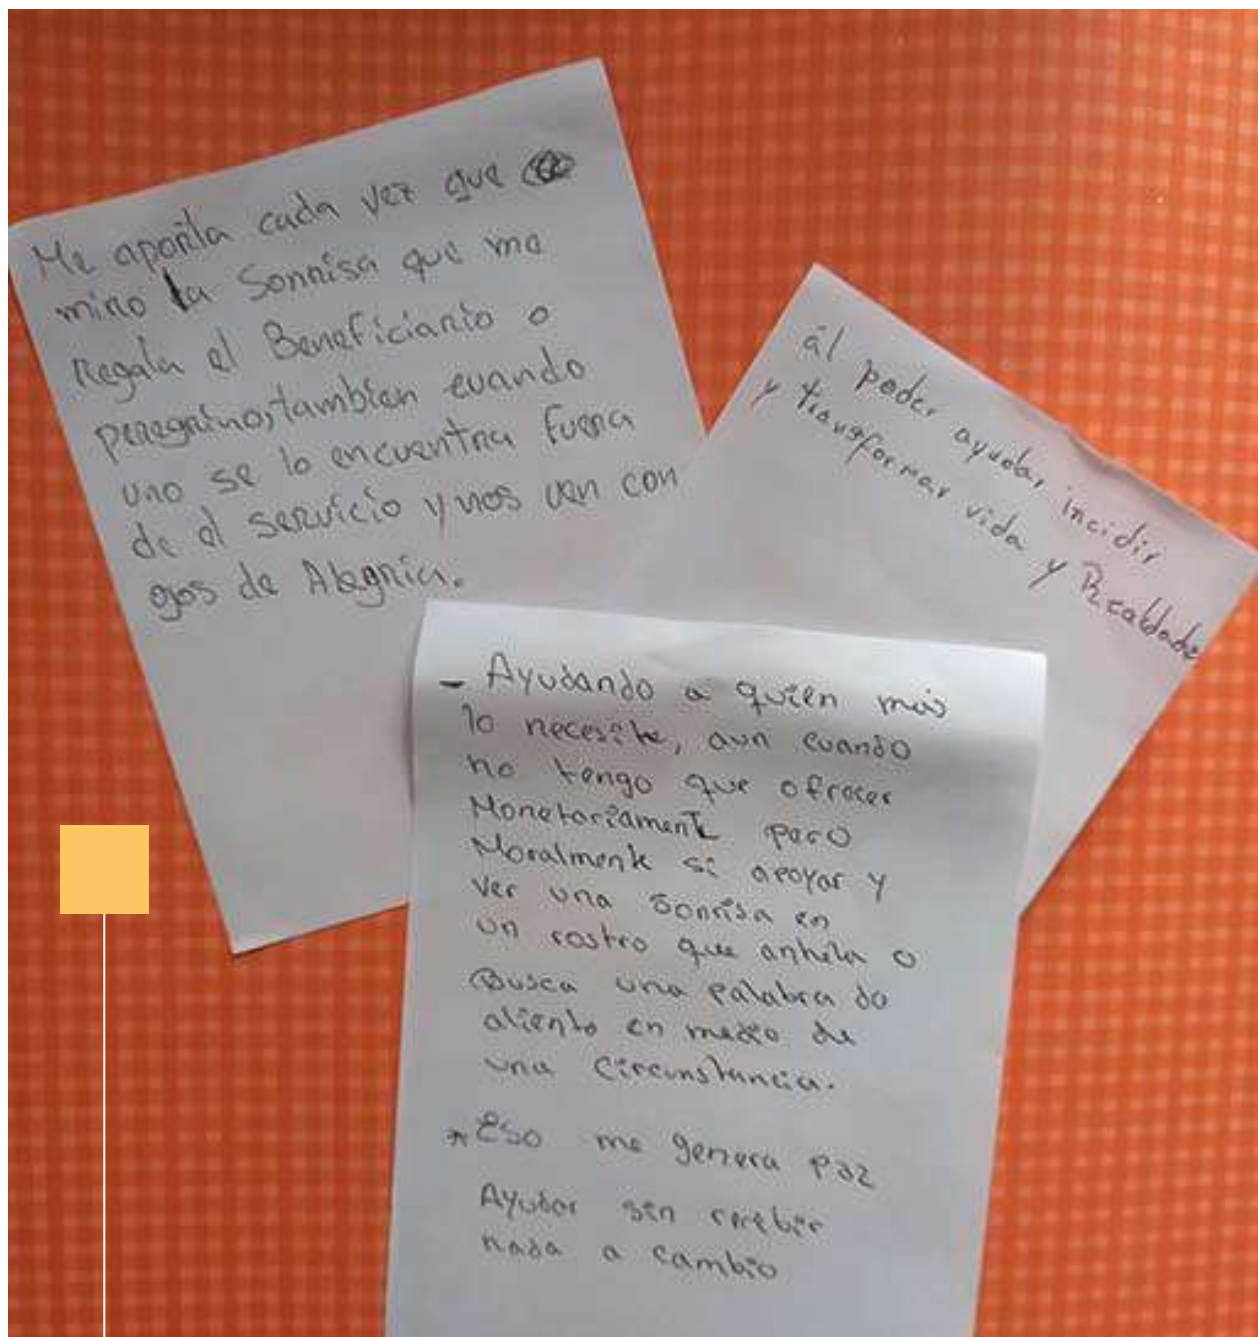 Me aporta cada vez que
miro la Sonrisa que me
Regala el Beneficiario o
peregrino, tambien cuando
uno se lo encuentra fuera
de el servicio y nos ven con
ojos de Alegria.
al poder ayudar, incidir
y transformar vida y Realidade
- Ayudando a quien más
lo necesite, aun cuando
no tengo que ofrecer
Monetariamente pero
Moralmente si apoyar y
ver una Sonrisa en
un rostro que anhela o
Busca una palabra de
aliento en medio de
una Circunstancia.
* Eso me genera paz
Ayudar sin recibir
nada a cambio